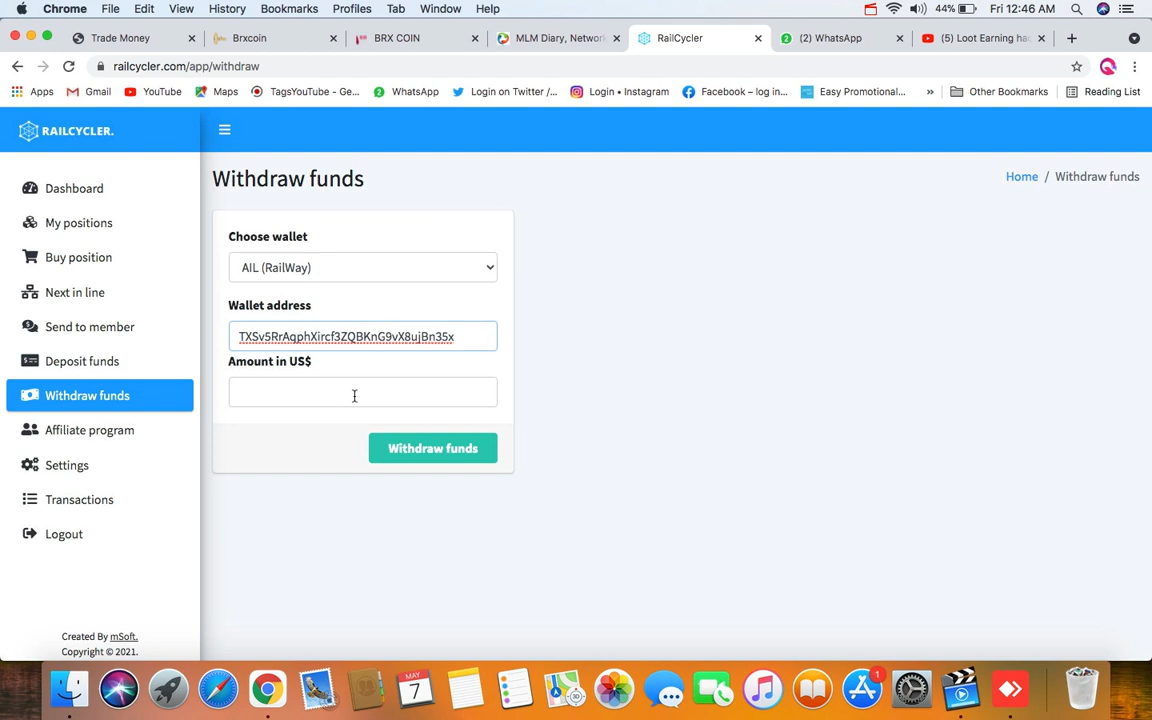 Chrome File Edit View History Bookmarks Profiles Tab Window Help 44% Fri 12:46 AM
Trade Money Brxcoin BRX COIN MLM Diary, Network RailCycler (2) WhatsApp (5) Loot Earning hac
railcycler.com/app/withdraw
Apps Gmail YouTube Maps TagsYouTube - Ge... WhatsApp Login on Twitter /... Login • Instagram Facebook – log in... Easy Promotional... » Other Bookmarks Reading List
RAILCYCLER.
Withdraw funds
Home / Withdraw funds
Dashboard
My positions
Buy position
Next in line
Send to member
Deposit funds
Withdraw funds
Affiliate program
Settings
Transactions
Logout
Choose wallet
AIL (RailWay)
Wallet address
TXSv5RrAqphXircf3ZQBKnG9vX8ujBn35x
Amount in US$
Withdraw funds
Created By mSoft.
Copyright © 2021.
MAY
7
1